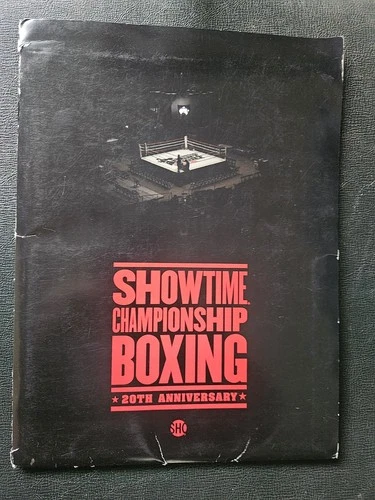 SHOWTIME
CHAMPIONSHIP
BOXING
★ 20TH ANNIVERSARY ★
SHO